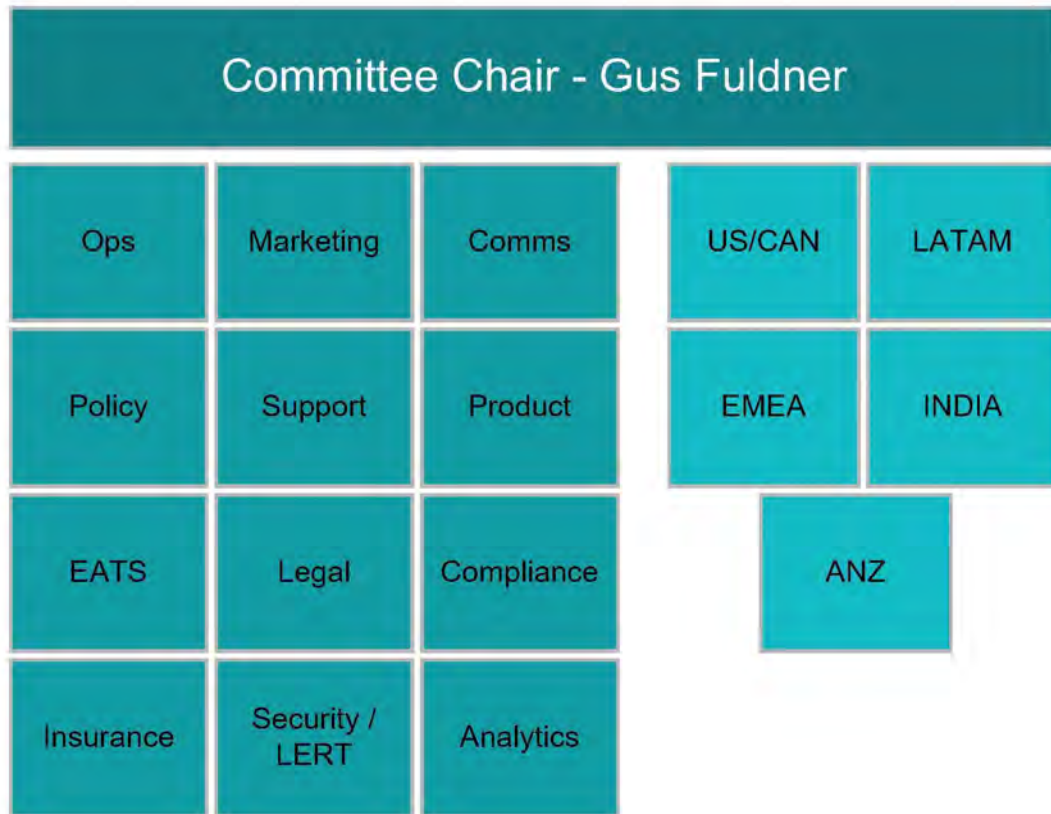 Committee Chair - Gus Fuldner
Ops
Marketing
Comms
US/CAN
LATAM
Policy
Support
Product
EMEA
INDIA
EATS
Legal
Compliance
ANZ
Insurance
Security /
LERT
Analytics